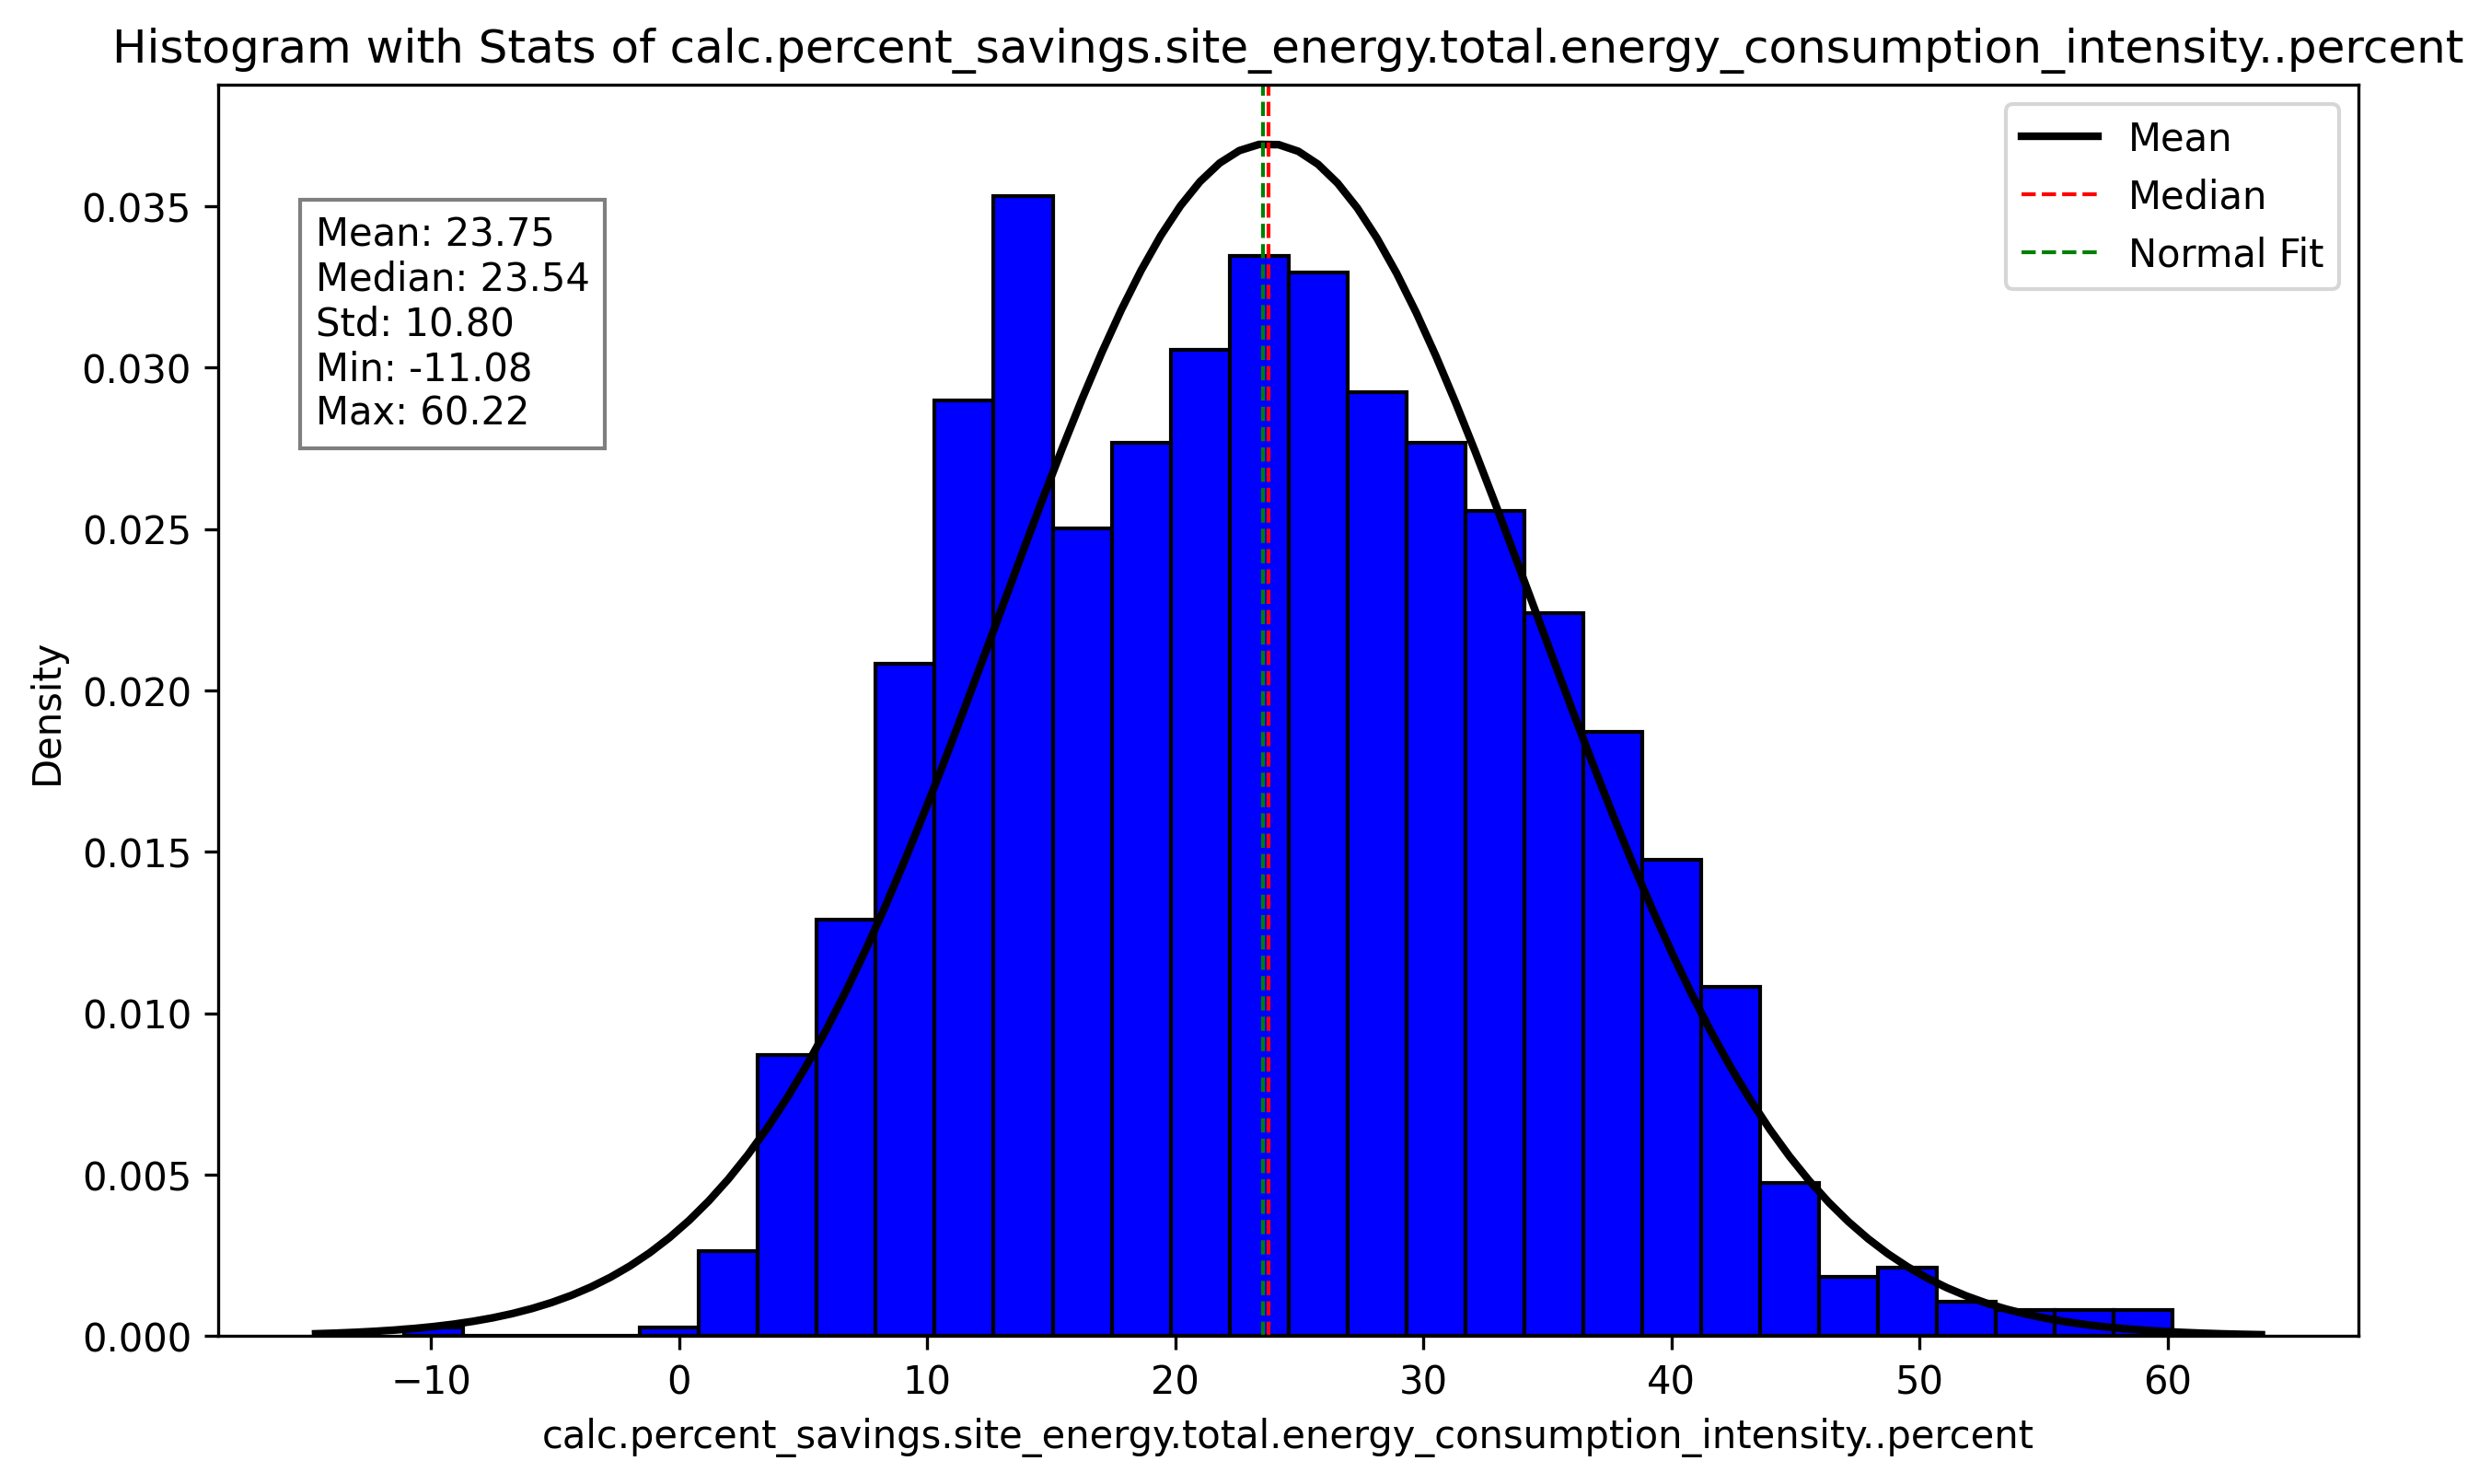 Histogram with Stats of calc.percent_savings.site_energy.total.energy_consumption_intensity..percent
Mean
Median
Normal Fit
Mean: 23.75
Median: 23.54
Std: 10.80
Min: -11.08
Max: 60.22
0.035
0.030
0.025
0.020
0.015
0.010
0.005
0.000
Density
−10 0 10 20 30 40 50 60
calc.percent_savings.site_energy.total.energy_consumption_intensity..percent